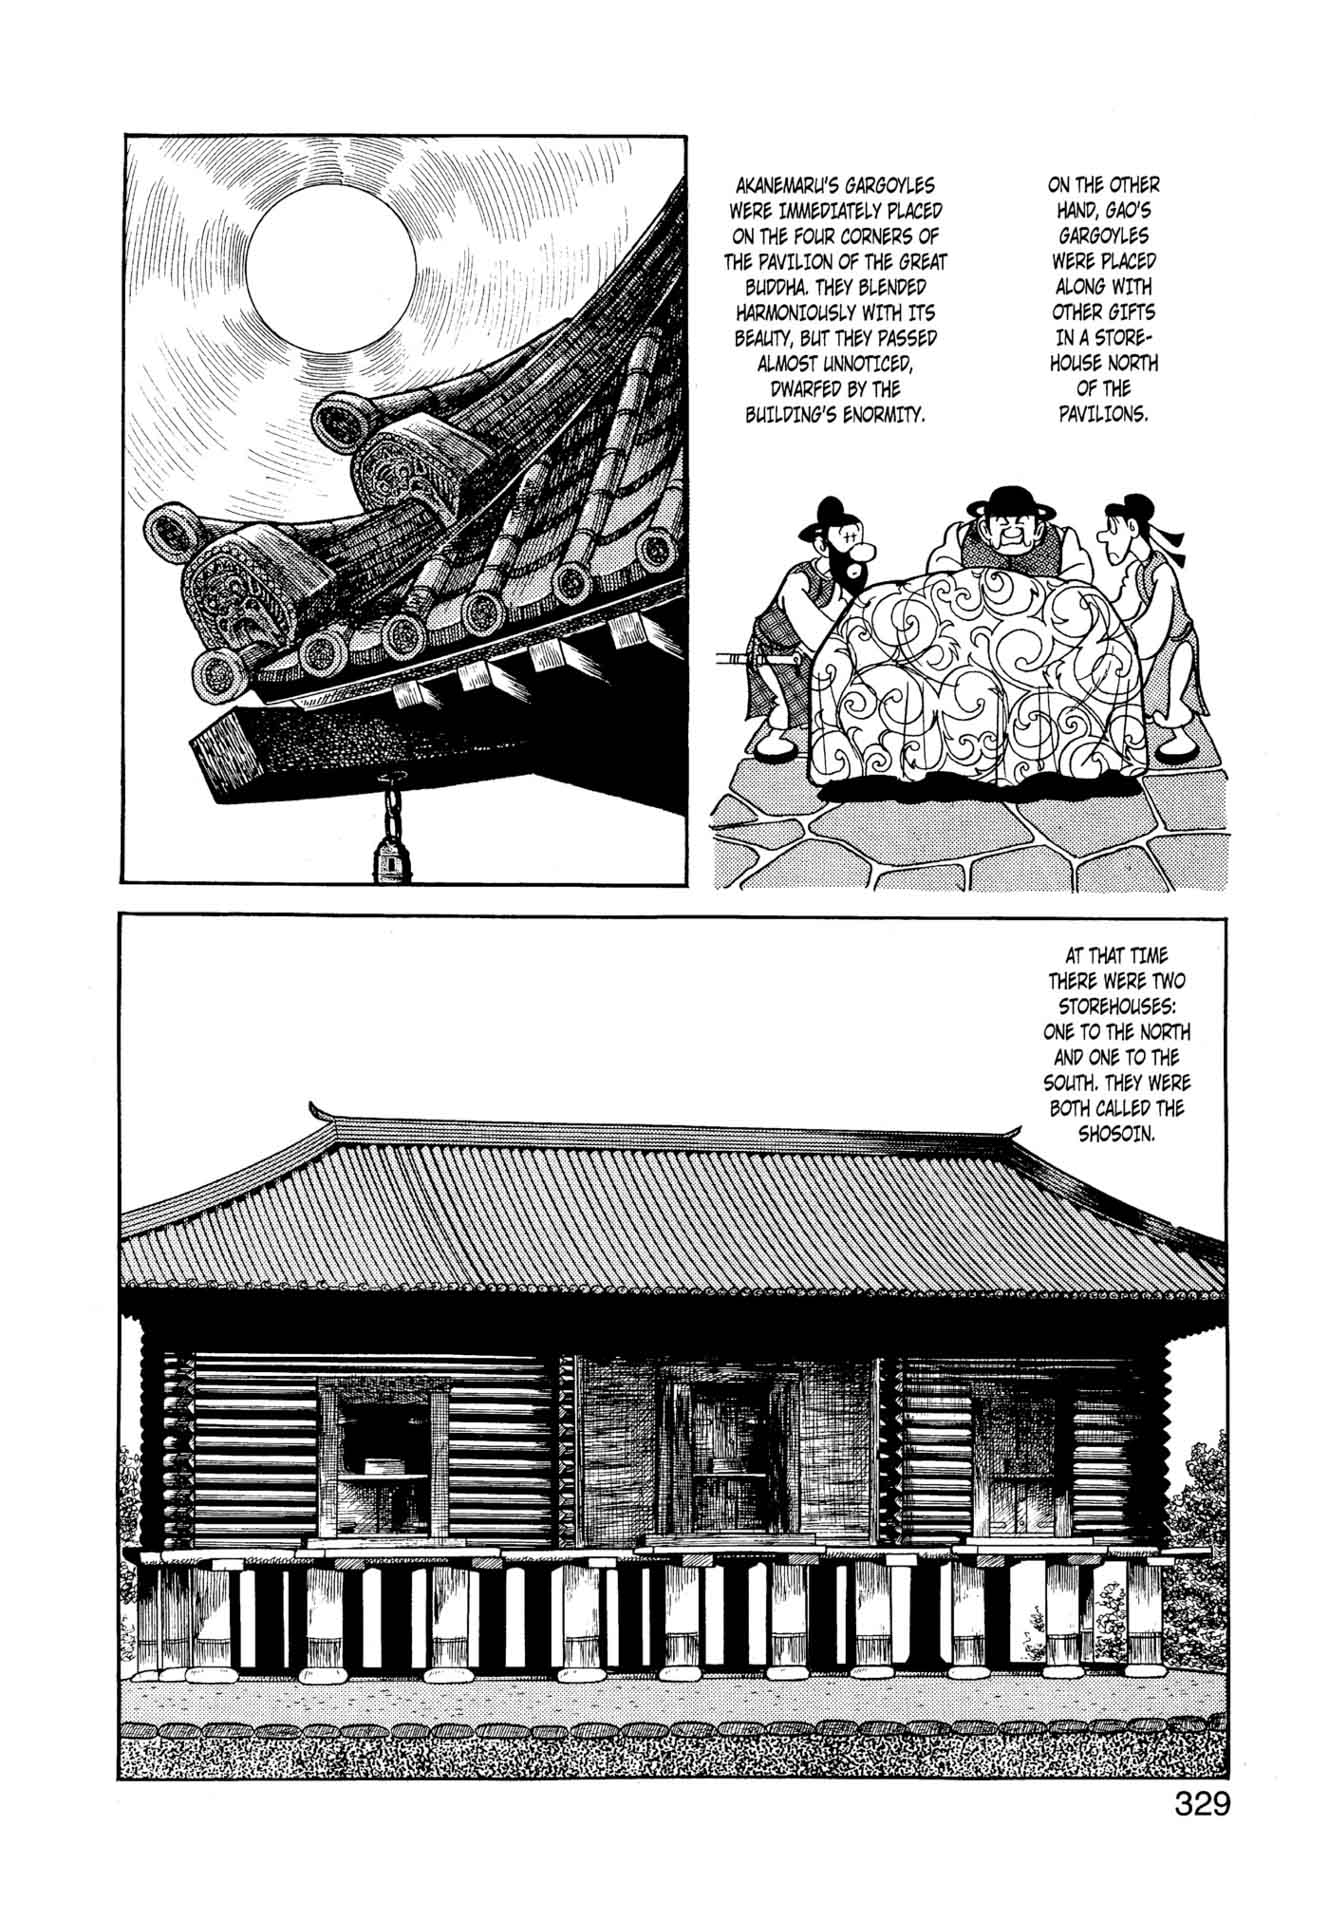 AKANEMARU'S GARGOYLES
WERE IMMEDIATELY PLACED
ON THE FOUR CORNERS OF
THE PAVILION OF THE GREAT
BUDDHA. THEY BLENDED
HARMONIOUSLY WITH ITS
BEAUTY, BUT THEY PASSED
ALMOST UNNOTICED,
DWARFED BY THE
BUILDING'S ENORMITY.
ON THE OTHER
HAND, GAO'S
GARGOYLES
WERE PLACED
ALONG WITH
OTHER GIFTS
IN A STORE-
HOUSE NORTH
OF THE
PAVILIONS.
AT THAT TIME
THERE WERE TWO
STOREHOUSES:
ONE TO THE NORTH
AND ONE TO THE
SOUTH. THEY WERE
BOTH CALLED THE
SHOSOIN.
329